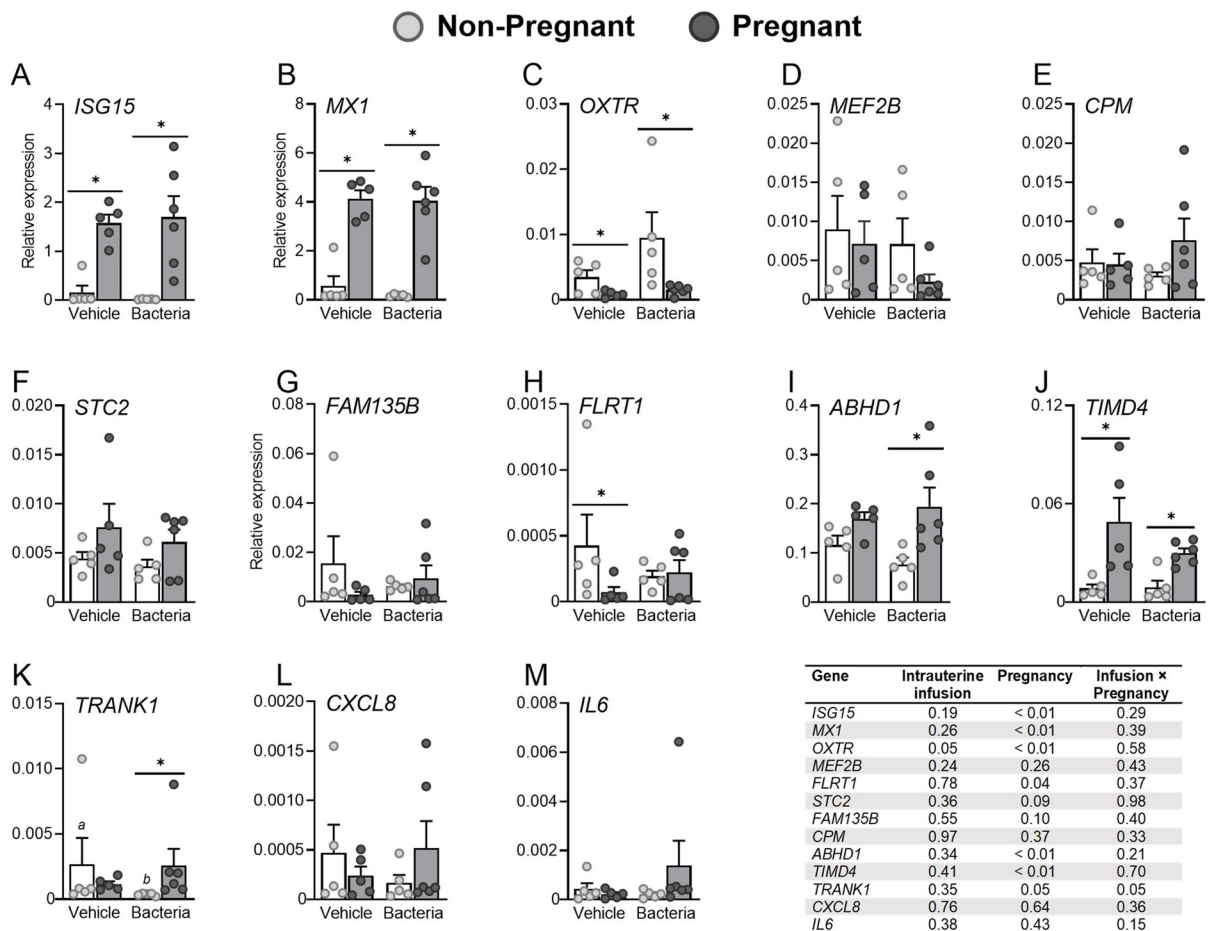 Non-Pregnant Pregnant
A
ISG15
Relative expression
4
3
2
1
0
*
*
Vehicle Bacteria
B
MX1
Relative expression
8
6
4
2
0
*
*
Vehicle Bacteria
C
OXTR
0.03
0.02
0.01
0
*
*
Vehicle Bacteria
D
MEF2B
0.025
0.020
0.015
0.010
0.005
0
Vehicle Bacteria
E
CPM
0.025
0.020
0.015
0.010
0.005
0
Vehicle Bacteria
F
STC2
0.020
0.015
0.010
0.005
0
Vehicle Bacteria
G
FAM135B
Relative expression
0.08
0.06
0.04
0.02
0
Vehicle Bacteria
H
FLRT1
0.0015
0.0010
0.0005
0
*
Vehicle Bacteria
I
ABHD1
0.4
0.3
0.2
0.1
0
*
Vehicle Bacteria
J
TIMD4
0.12
0.06
0
*
*
Vehicle Bacteria
K
TRANK1
0.015
0.010
0.005
0
a
b
*
Vehicle Bacteria
L
CXCL8
0.0020
0.0015
0.0010
0.0005
0
Vehicle Bacteria
M
IL6
0.008
0.006
0.004
0.002
0
Vehicle Bacteria
Gene Intrauterine Pregnancy Infusion ×
infusion Pregnancy
ISG15 0.19 < 0.01 0.29
MX1 0.26 < 0.01 0.39
OXTR 0.05 < 0.01 0.58
MEF2B 0.24 0.26 0.43
FLRT1 0.78 0.04 0.37
STC2 0.36 0.09 0.98
FAM135B 0.55 0.10 0.40
CPM 0.97 0.37 0.33
ABHD1 0.34 < 0.01 0.21
TIMD4 0.41 < 0.01 0.70
TRANK1 0.35 0.05 0.05
CXCL8 0.76 0.64 0.36
IL6 0.38 0.43 0.15